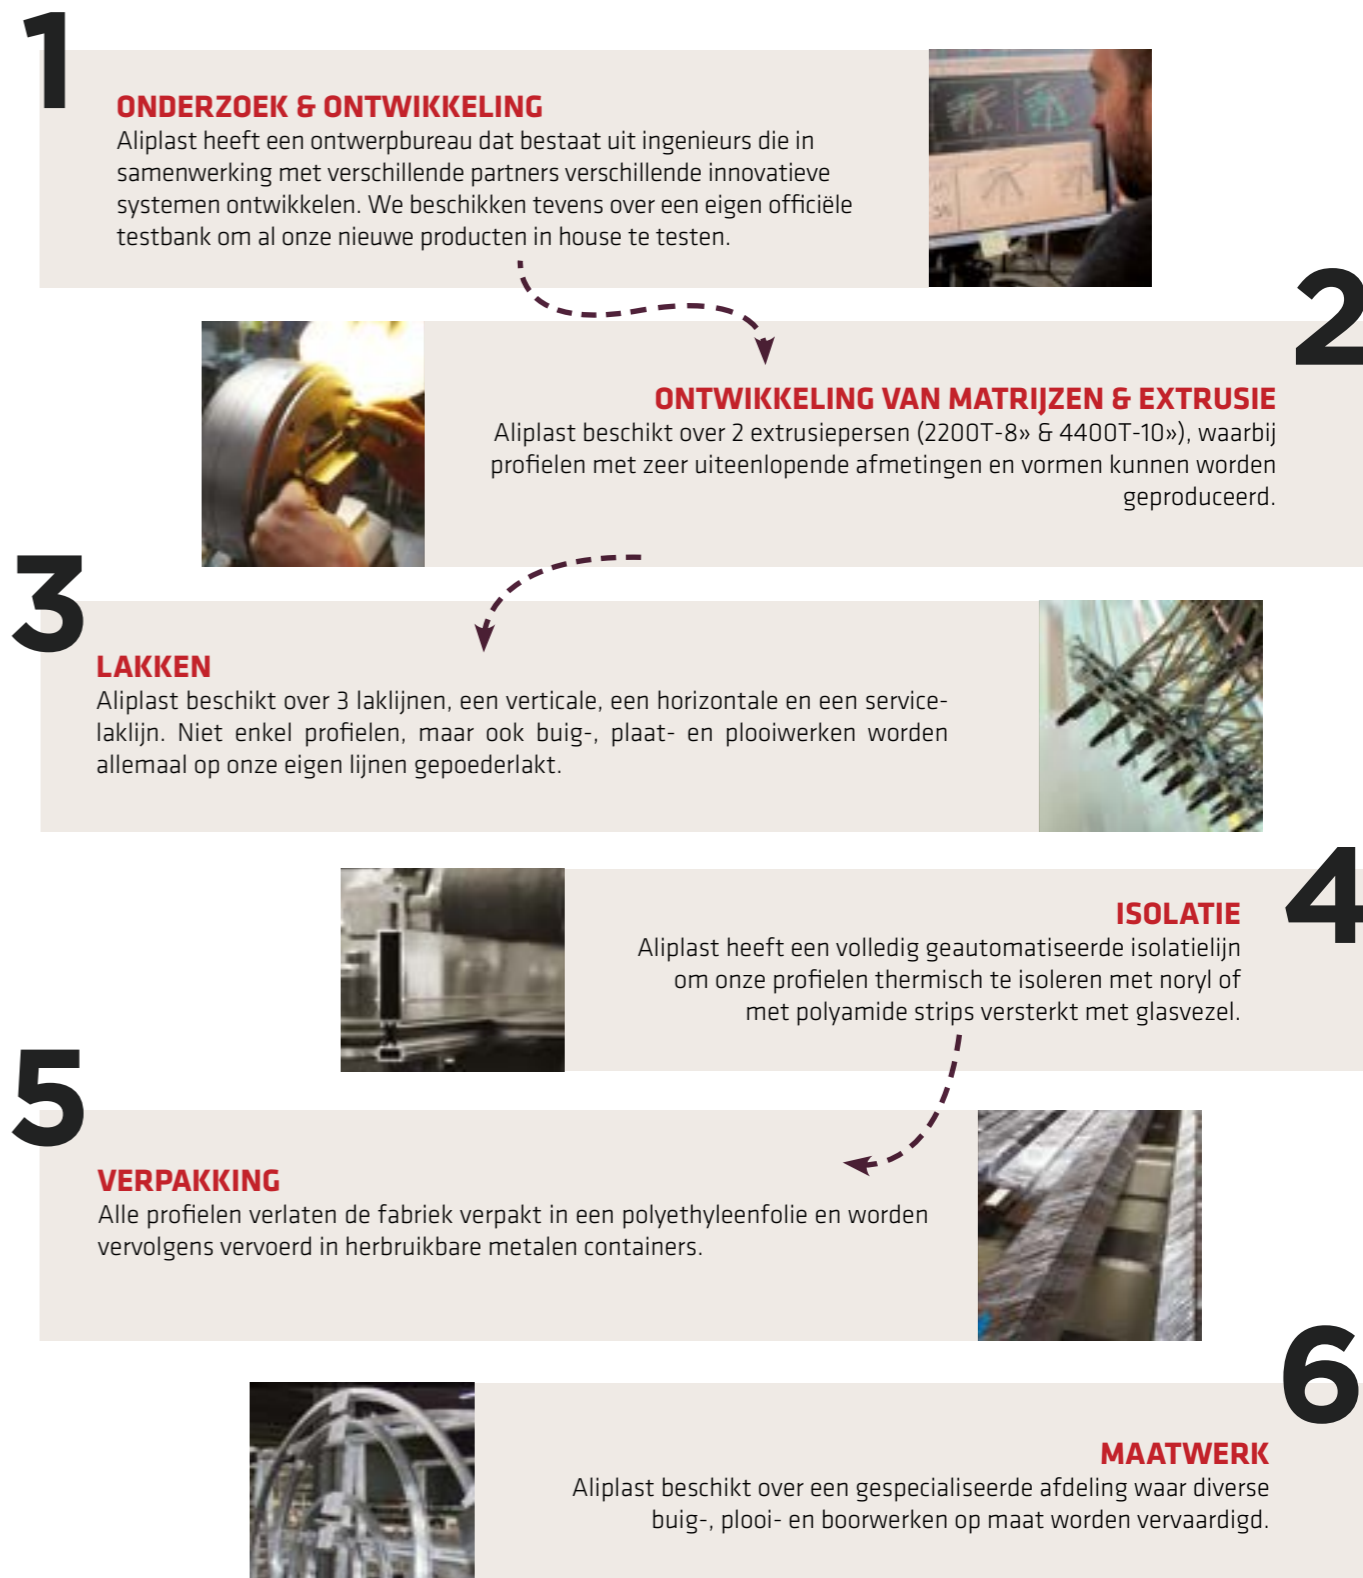 1
ONDERZOEK & ONTWIKKELING
Aliplast heeft een ontwerpbureau dat bestaat uit ingenieurs die in
samenwerking met verschillende partners verschillende innovatieve
systemen ontwikkelen. We beschikken tevens over een eigen officiële
testbank om al onze nieuwe producten in house te testen.
2
ONTWIKKELING VAN MATRIJZEN & EXTRUSIE
Aliplast beschikt over 2 extrusiepersen (2200T-8» & 4400T-10»), waarbij
profielen met zeer uiteenlopende afmetingen en vormen kunnen worden
geproduceerd.
3
LAKKEN
Aliplast beschikt over 3 laklijnen, een verticale, een horizontale en een service-
laklijn. Niet enkel profielen, maar ook buig-, plaat- en plooiwerken worden
allemaal op onze eigen lijnen gepoederlakt.
4
ISOLATIE
Aliplast heeft een volledig geautomatiseerde isolatielijn
om onze profielen thermisch te isoleren met noryl of
met polyamide strips versterkt met glasvezel.
5
VERPAKKING
Alle profielen verlaten de fabriek verpakt in een polyethyleenfolie en worden
vervolgens vervoerd in herbruikbare metalen containers.
6
MAATWERK
Aliplast beschikt over een gespecialiseerde afdeling waar diverse
buig-, plooi- en boorwerken op maat worden vervaardigd.